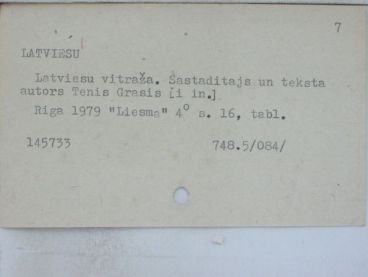 7
LATVIESU
Latviesu vitraža. Sastaditajs un teksta
autors Tenis Grasis [i in.]
Riga 1979 "Liesma" 4° s. 16, tabl.
145733 748.5/084/